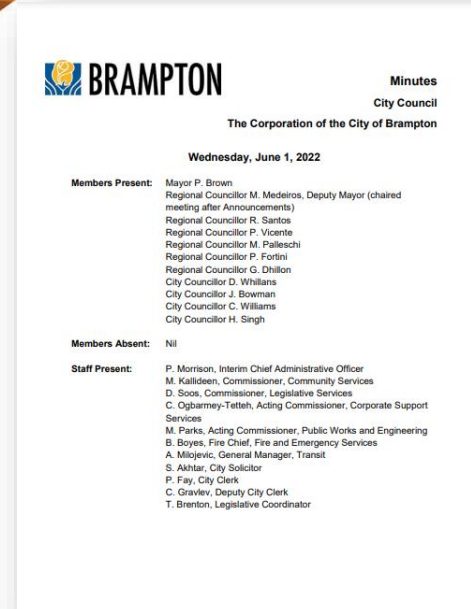 BRAMPTON
Minutes
City Council
The Corporation of the City of Brampton
Wednesday, June 1, 2022
Members Present: Mayor P. Brown
Regional Councillor M. Medeiros, Deputy Mayor (chaired
meeting after Announcements)
Regional Councillor R. Santos
Regional Councillor P. Vicente
Regional Councillor M. Palleschi
Regional Councillor P. Fortini
Regional Councillor G. Dhillon
City Councillor D. Whillans
City Councillor J. Bowman
City Councillor C. Williams
City Councillor H. Singh
Members Absent: Nil
Staff Present: P. Morrison, Interim Chief Administrative Officer
M. Kallideen, Commissioner, Community Services
D. Soos, Commissioner, Legislative Services
C. Ogbarmey-Tetteh, Acting Commissioner, Corporate Support
Services
M. Parks, Acting Commissioner, Public Works and Engineering
B. Boyes, Fire Chief, Fire and Emergency Services
A. Milojevic, General Manager, Transit
S. Akhtar, City Solicitor
P. Fay, City Clerk
C. Gravlev, Deputy City Clerk
T. Brenton, Legislative Coordinator